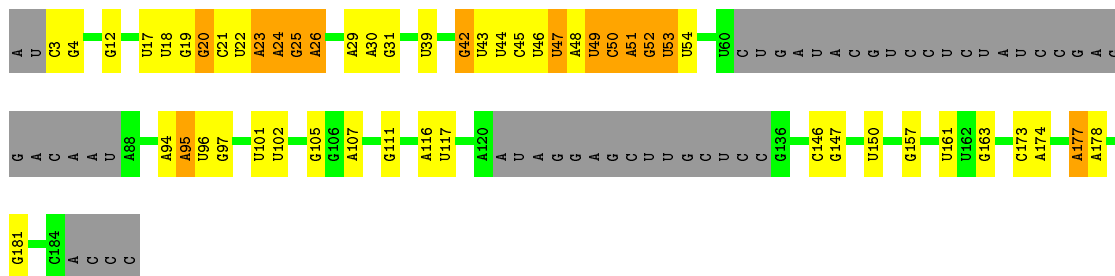 A U C3 G4 G12 U17 U18 G19 G20 C21 U22 A23 A24 G25 A26 A29 A30 G31 U39 G42 U43 U44 C45 U46 U47 A48 U49 C50 A51 G52 U53 U54 U60 C U G A U A C G U C C U C U A U C C G A C
G A C A A U A88 A94 A95 U96 G97 U101 U102 G105 G106 A107 G111 A116 U117 A120 A U A G G A G C U U G C U C C G136 C146 G147 U150 G157 U161 U162 G163 C173 A174 A177 A178
G181 C184 A C C C